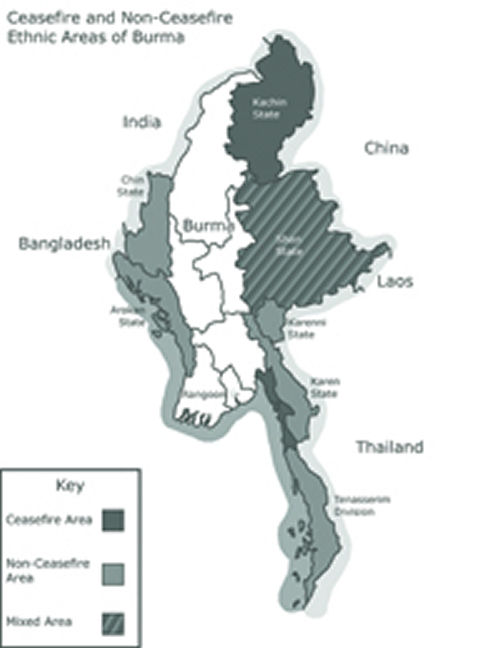 Ceasefire and Non-Ceasefire
Ethnic Areas of Burma
Kachin
State
India
China
Chin
State
Burma
Bangladesh
Shan
State
Laos
Arakan
State
Karenni
State
Rangoon
Karen
State
Thailand
Tenasserim
Division
Key
Ceasefire Area
Non-Ceasefire
Area
Mixed Area